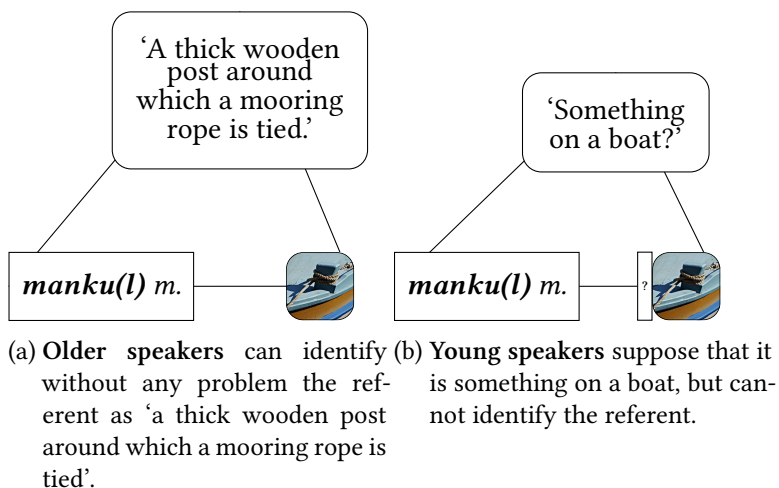 ‘A thick wooden
post around
which a mooring
rope is tied.’
‘Something
on a boat?’
manku(l) m.
manku(l) m.
?
(a) Older speakers can identify
without any problem the ref-
erent as ‘a thick wooden post
around which a mooring rope is
tied’.
(b) Young speakers suppose that it
is something on a boat, but can-
not identify the referent.